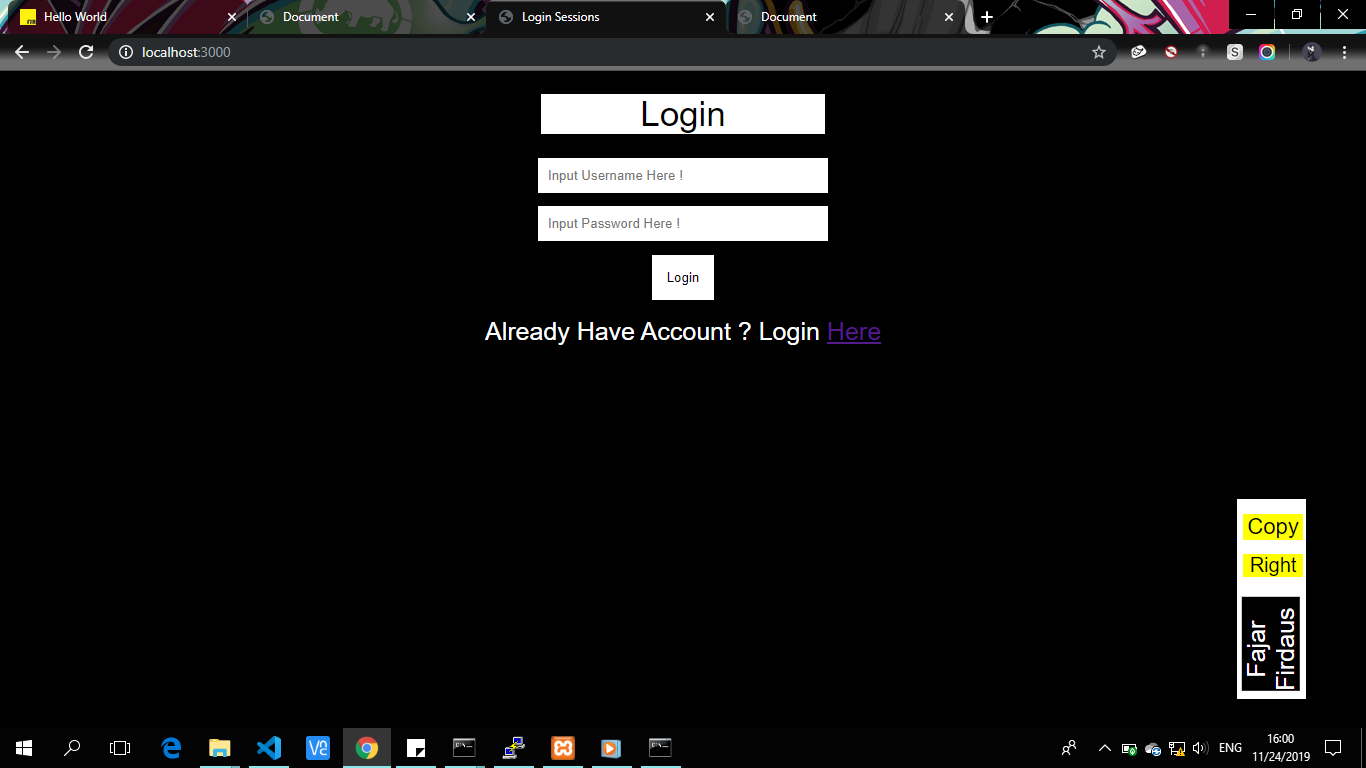 Hello World
Document
Login Sessions
Document
localhost:3000
S
Login
Input Username Here !
Input Password Here !
Login
Already Have Account ? Login Here
Copy
Right
Fajar
Firdaus
ENG
16:00
11/24/2019